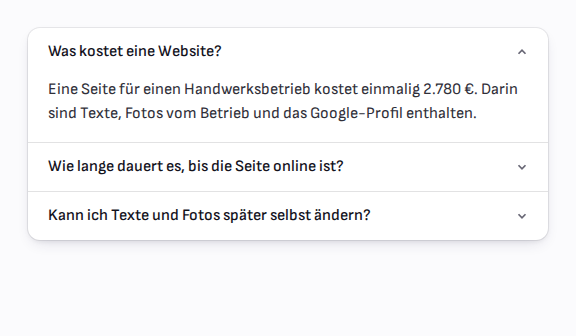 Was kostet eine Website?
Eine Seite für einen Handwerksbetrieb kostet einmalig 2.780 €. Darin
sind Texte, Fotos vom Betrieb und das Google-Profil enthalten.
Wie lange dauert es, bis die Seite online ist?
Kann ich Texte und Fotos später selbst ändern?